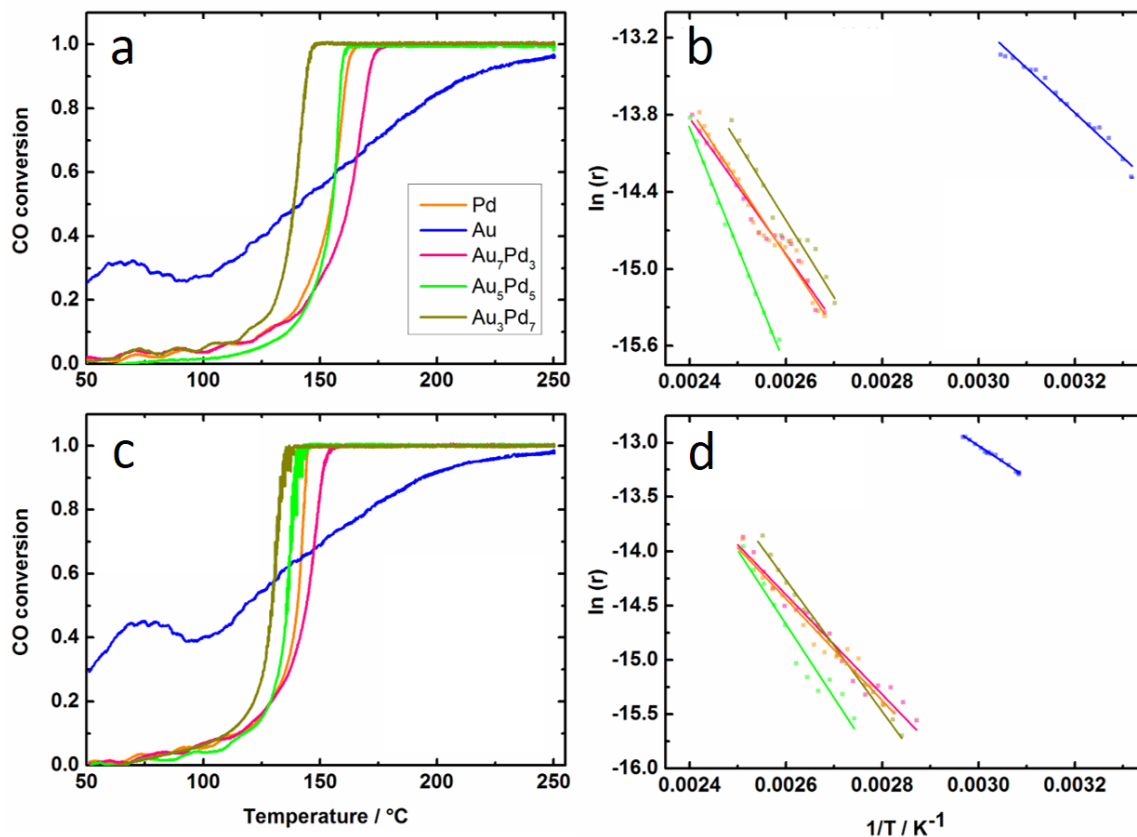 a
CO conversion
1.0
0.8
0.6
0.4
0.2
0.0
50
100
150
200
250
Pd
Au
Au7Pd3
Au5Pd5
Au3Pd7
b
ln (r)
-13.2
-13.8
-14.4
-15.0
-15.6
0.0024
0.0026
0.0028
0.0030
0.0032
c
CO conversion
1.0
0.8
0.6
0.4
0.2
0.0
50
100
150
200
250
Temperature / °C
d
ln (r)
-13.0
-14.0
-14.5
-15.0
-15.5
-16.0
0.0024
0.0026
0.0028
0.0030
0.0032
1/T / K-1